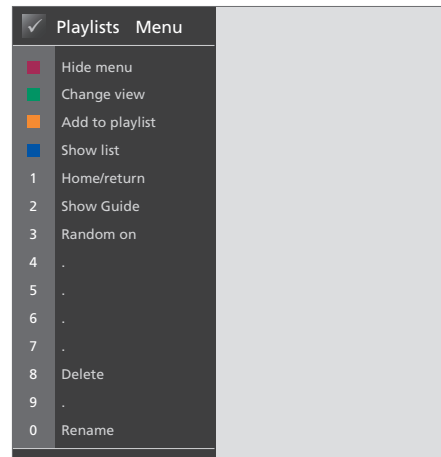 Playlists Menu
Hide menu
Change view
Add to playlist
Show list
1 Home/return
2 Show Guide
3 Random on
4 .
5 .
6 .
7 .
8 Delete
9 .
0 Rename